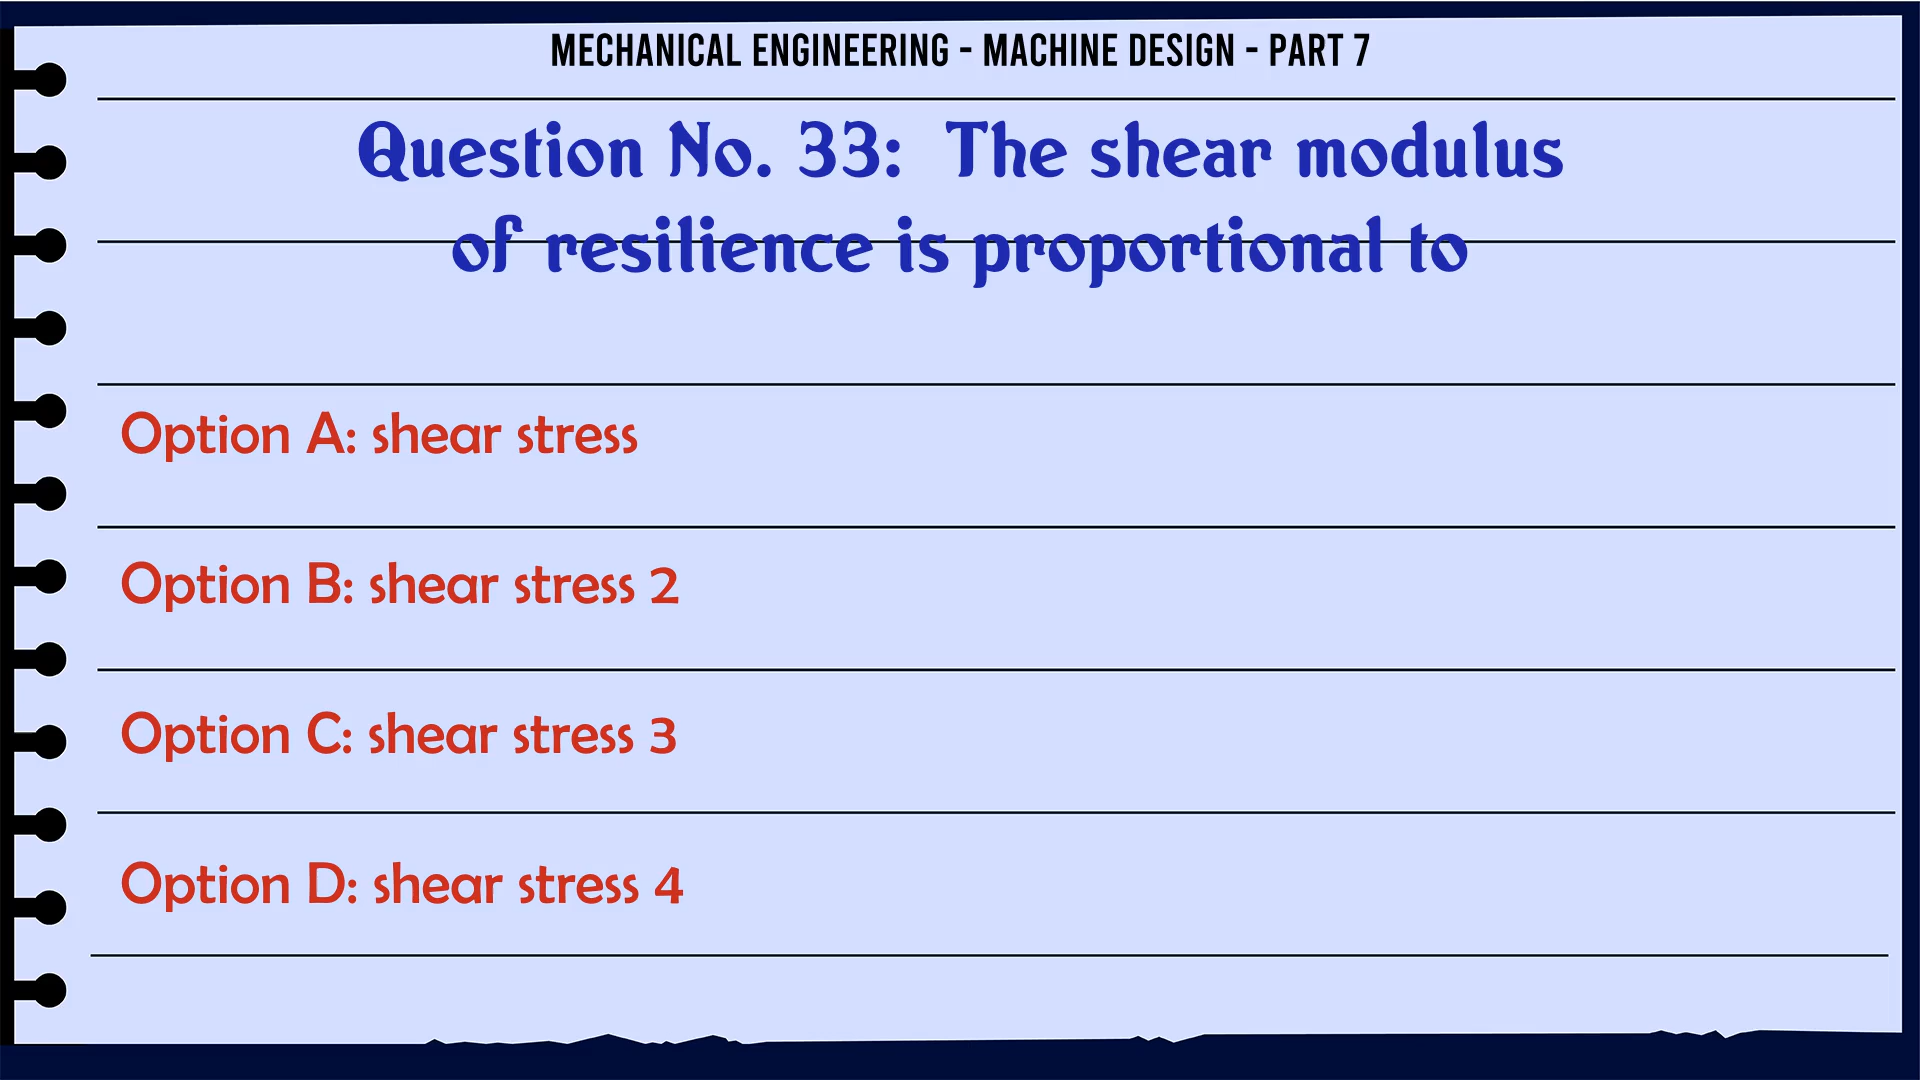 MECHANICAL ENGINEERING - MACHINE DESIGN - PART 7
Question No. 33: The shear modulus
of resilience is proportional to
Option A: shear stress
Option B: shear stress 2
Option C: shear stress 3
Option D: shear stress 4